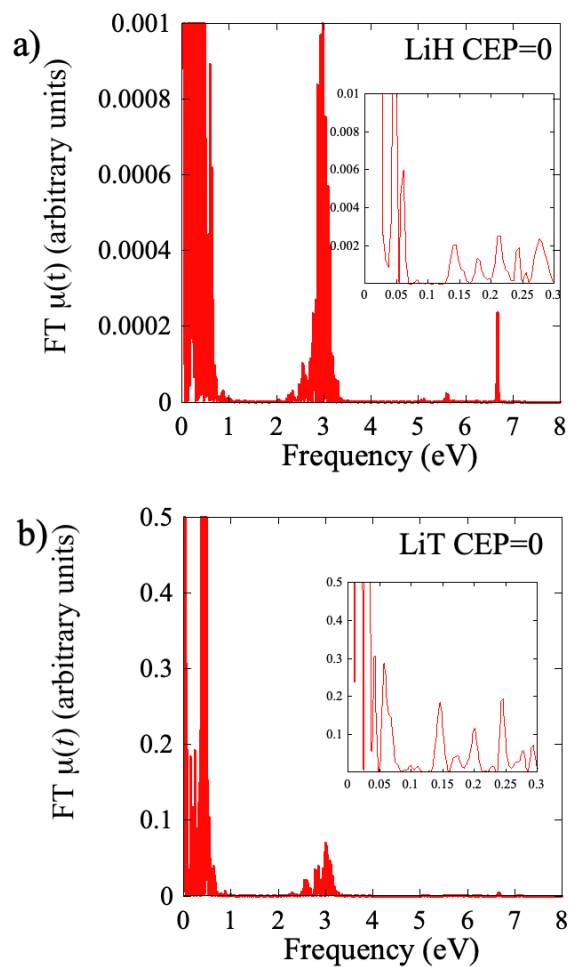 a)
LiH CEP=0
FT μ(t) (arbitrary units)
0.001
0.0008
0.0006
0.0004
0.0002
0
0 1 2 3 4 5 6 7 8
Frequency (eV)
0.01
0.008
0.006
0.004
0.002
0 0.05 0.1 0.15 0.2 0.25 0.3
b)
LiT CEP=0
FT μ(t) (arbitrary units)
0.5
0.4
0.3
0.2
0.1
0
0 1 2 3 4 5 6 7 8
Frequency (eV)
0.5
0.4
0.3
0.2
0.1
0
0 0.05 0.1 0.15 0.2 0.25 0.3